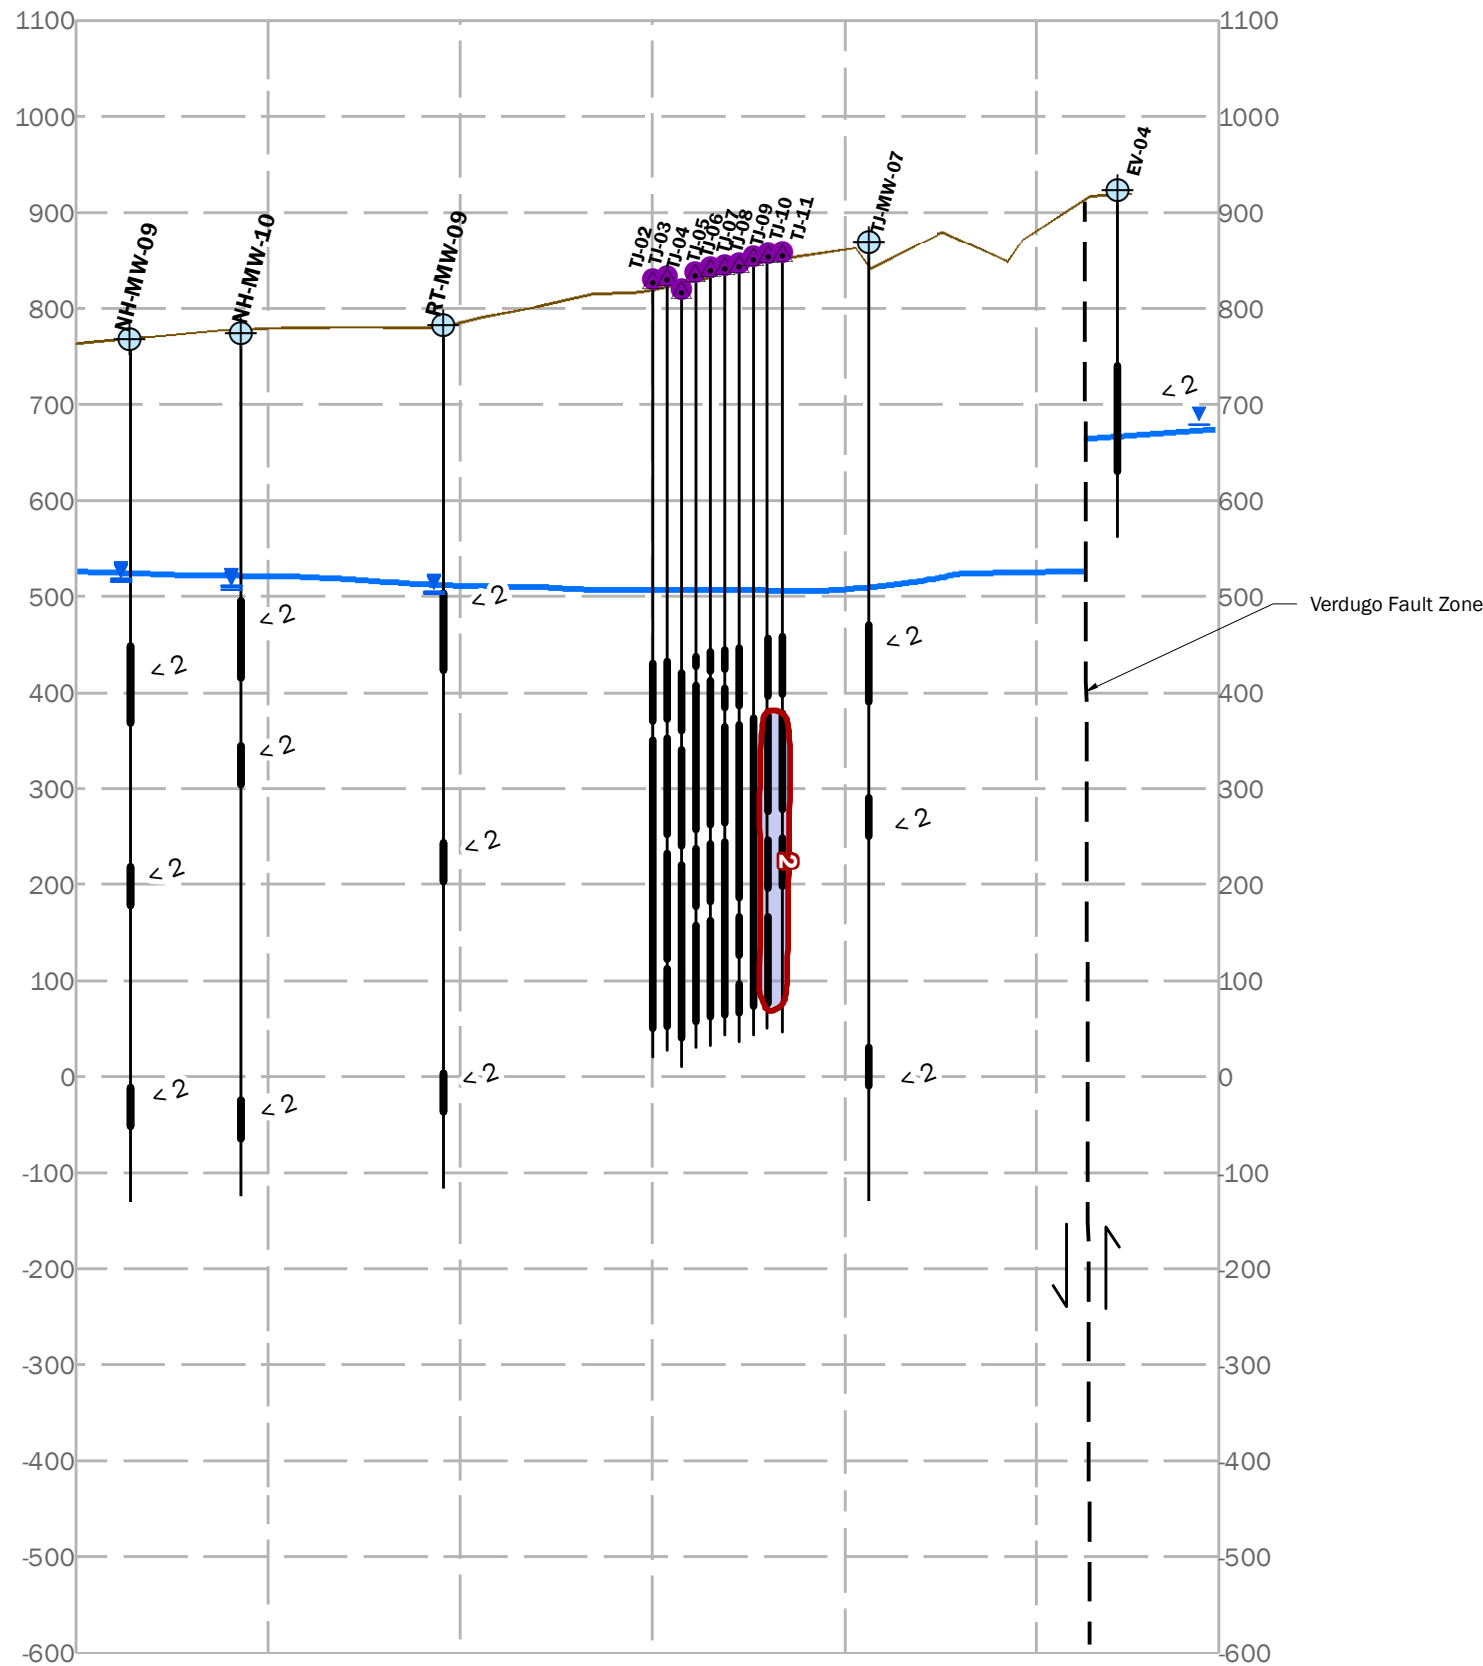 1100 1100
1000 1000
EV-04
TJ-MW-07
900 900
NH-MW-09
NH-MW-10
RT-MW-09
TJ-02
TJ-03
TJ-04
TJ-05
TJ-06
TJ-07
TJ-08
TJ-09
TJ-10
TJ-11
800 800
< 2
700 700
600 600
< 2
500 500
Verdugo Fault Zone
< 2
< 2
< 2
400 400
< 2
300 300
< 2
< 2
2
< 2
200 200
100 100
0 0
< 2
< 2
< 2
< 2
-100 -100
-200 -200
-300 -300
-400 -400
-500 -500
-600 -600